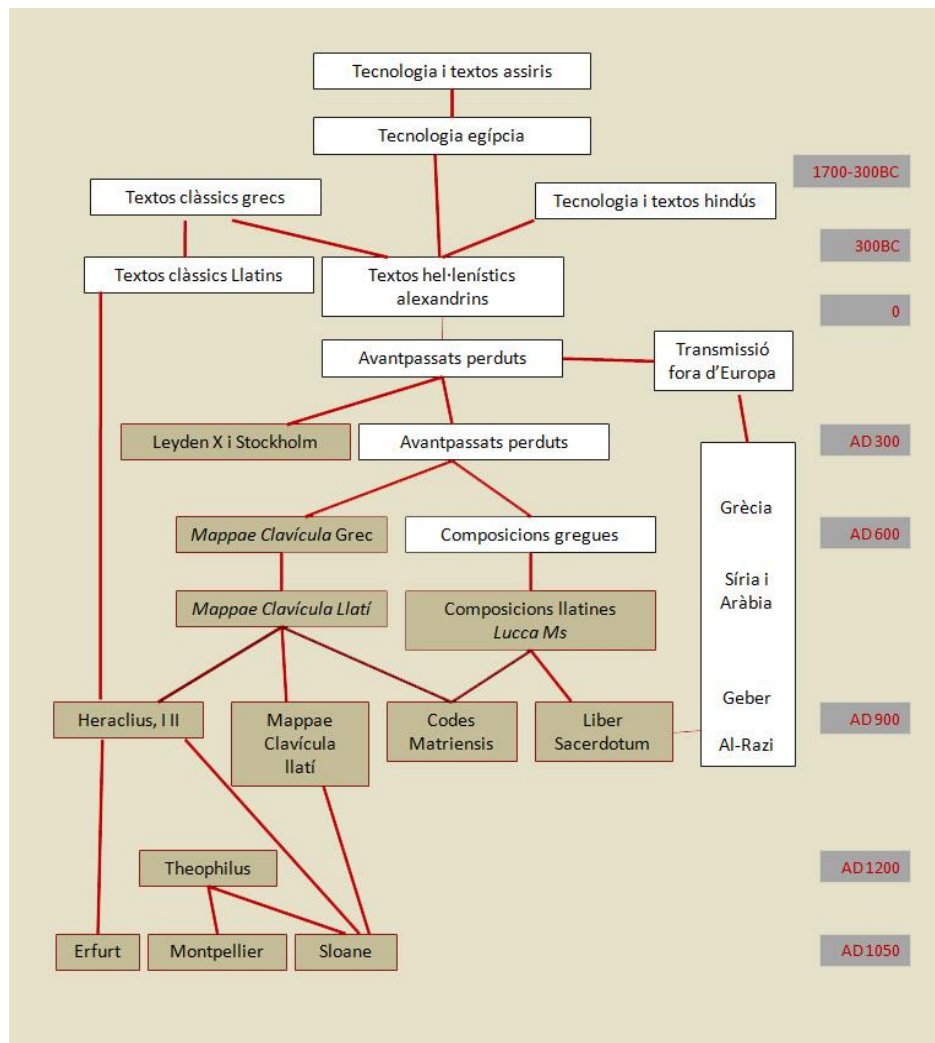 Tecnologia i textos assiris
Tecnologia egípcia
1700-300BC
Textos clàssics grecs
Tecnologia i textos hindús
300BC
Textos clàssics Llatins
Textos hel·lenístics
alexandrins
0
Avantpassats perduts
Transmissió
fora d'Europa
Leyden X i Stockholm
Avantpassats perduts
AD300
Grècia
Mappae Clavícula Grec
Composicions gregues
AD600
Síria i
Aràbia
Mappae Clavícula Llatí
Composicions llatines
Lucca Ms
Geber
Al-Razi
Heraclius, I II
Mappae
Clavícula
llatí
Codes
Matriensis
Liber
Sacerdotum
AD900
Theophilus
AD1200
Erfurt
Montpellier
Sloane
AD1050